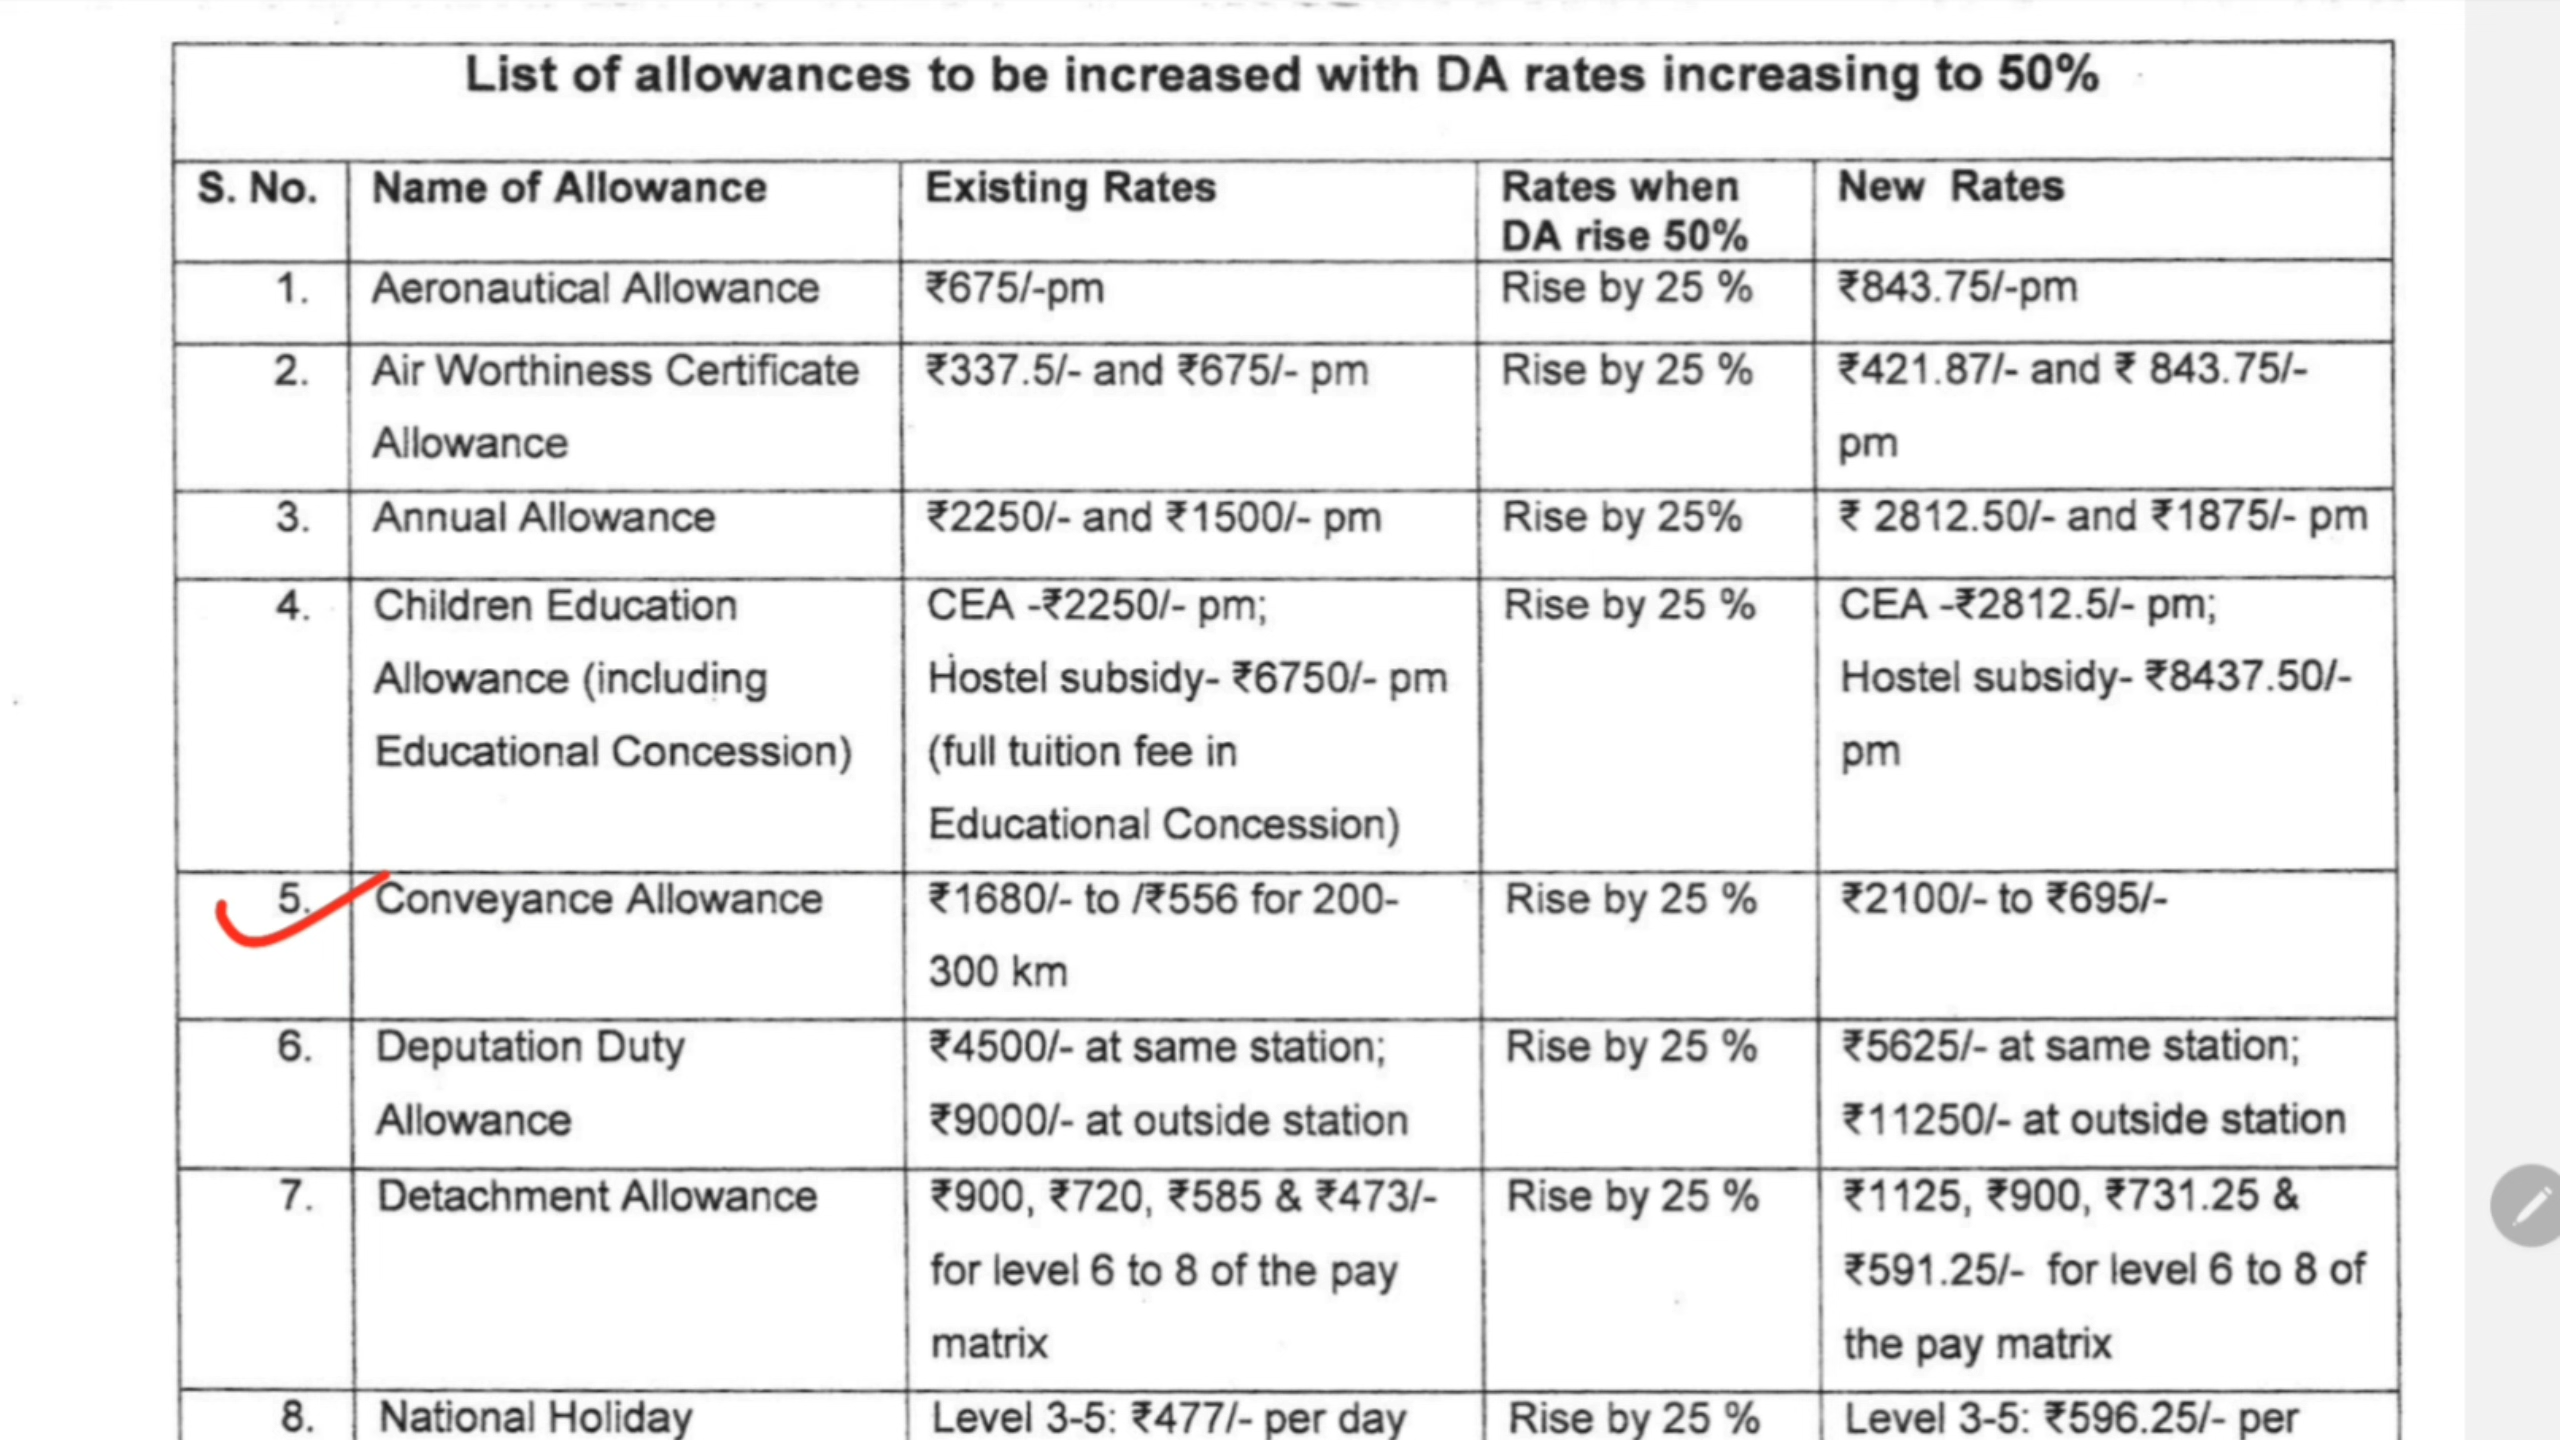 List of allowances to be increased with DA rates increasing to 50%
S. No. Name of Allowance Existing Rates Rates when New Rates
DA rise 50%
1. Aeronautical Allowance ₹675/-pm Rise by 25 % ₹843.75/-pm
2. Air Worthiness Certificate ₹337.5/- and ₹675/- pm Rise by 25 % ₹421.87/- and ₹ 843.75/-
Allowance pm
3. Annual Allowance ₹2250/- and ₹1500/- pm Rise by 25% ₹ 2812.50/- and ₹1875/- pm
4. Children Education CEA -₹2250/- pm; Rise by 25 % CEA -₹2812.5/- pm;
Allowance (including Hostel subsidy- ₹6750/- pm Hostel subsidy- ₹8437.50/-
Educational Concession) (full tuition fee in pm
Educational Concession)
5. Conveyance Allowance ₹1680/- to /₹556 for 200- Rise by 25 % ₹2100/- to ₹695/-
300 km
6. Deputation Duty ₹4500/- at same station; Rise by 25 % ₹5625/- at same station;
Allowance ₹9000/- at outside station ₹11250/- at outside station
7. Detachment Allowance ₹900, ₹720, ₹585 & ₹473/- Rise by 25 % ₹1125, ₹900, ₹731.25 &
for level 6 to 8 of the pay ₹591.25/- for level 6 to 8 of
matrix the pay matrix
8. National Holiday Level 3-5: ₹477/- per day Rise by 25 % Level 3-5: ₹596.25/- per